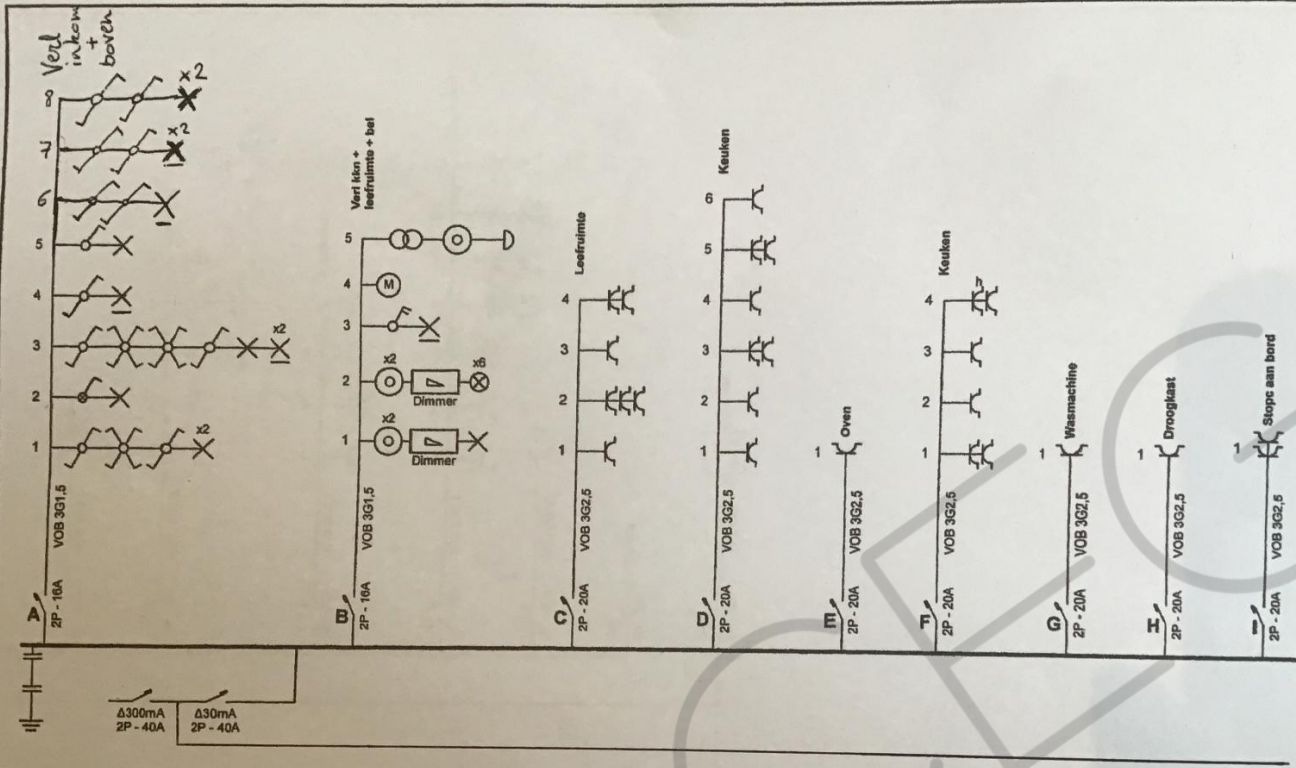 Verl
inkom
+
boven
8
x2
7
x2
6
5
4
3
x2
2
1
x3
VOB 3G1,5
A
2P - 16A
Verl kkn +
leefruimte + bel
5
4
M
3
2
x5
Dimmer
x6
1
x2
Dimmer
VOB 3G1,5
B
2P - 16A
Leefruimte
4
3
2
1
VOB 3G2,5
C
2P - 20A
Keuken
6
5
4
3
2
1
VOB 3G2,5
D
2P - 20A
Oven
1
VOB 3G2,5
E
2P - 20A
Keuken
4
3
2
1
VOB 3G2,5
F
2P - 20A
Wasmachine
1
VOB 3G2,5
G
2P - 20A
Droogkast
1
VOB 3G2,5
H
2P - 20A
Stopc aan bord
1
VOB 3G2,5
I
2P - 20A
Δ300mA
2P - 40A
Δ30mA
2P - 40A